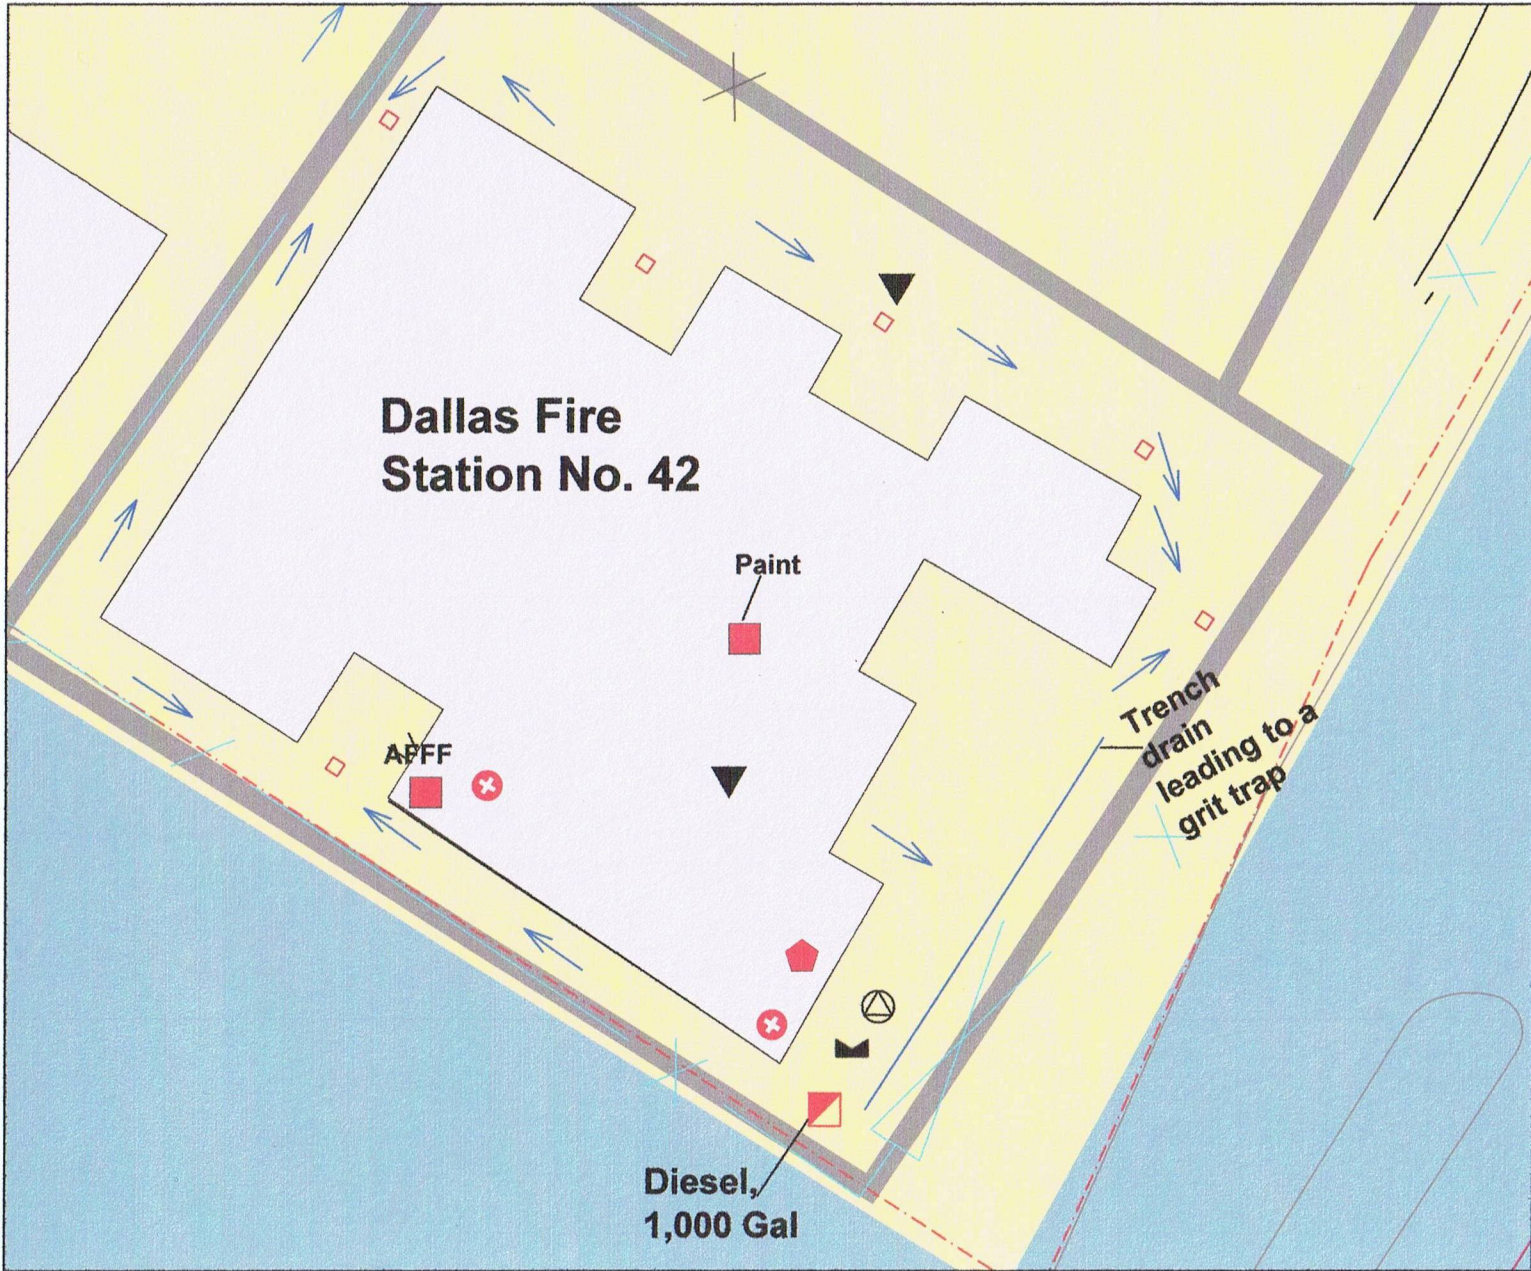 Dallas Fire
Station No. 42
Paint
AFFF
Trench
drain
leading to a
grit trap
Diesel,
1,000 Gal